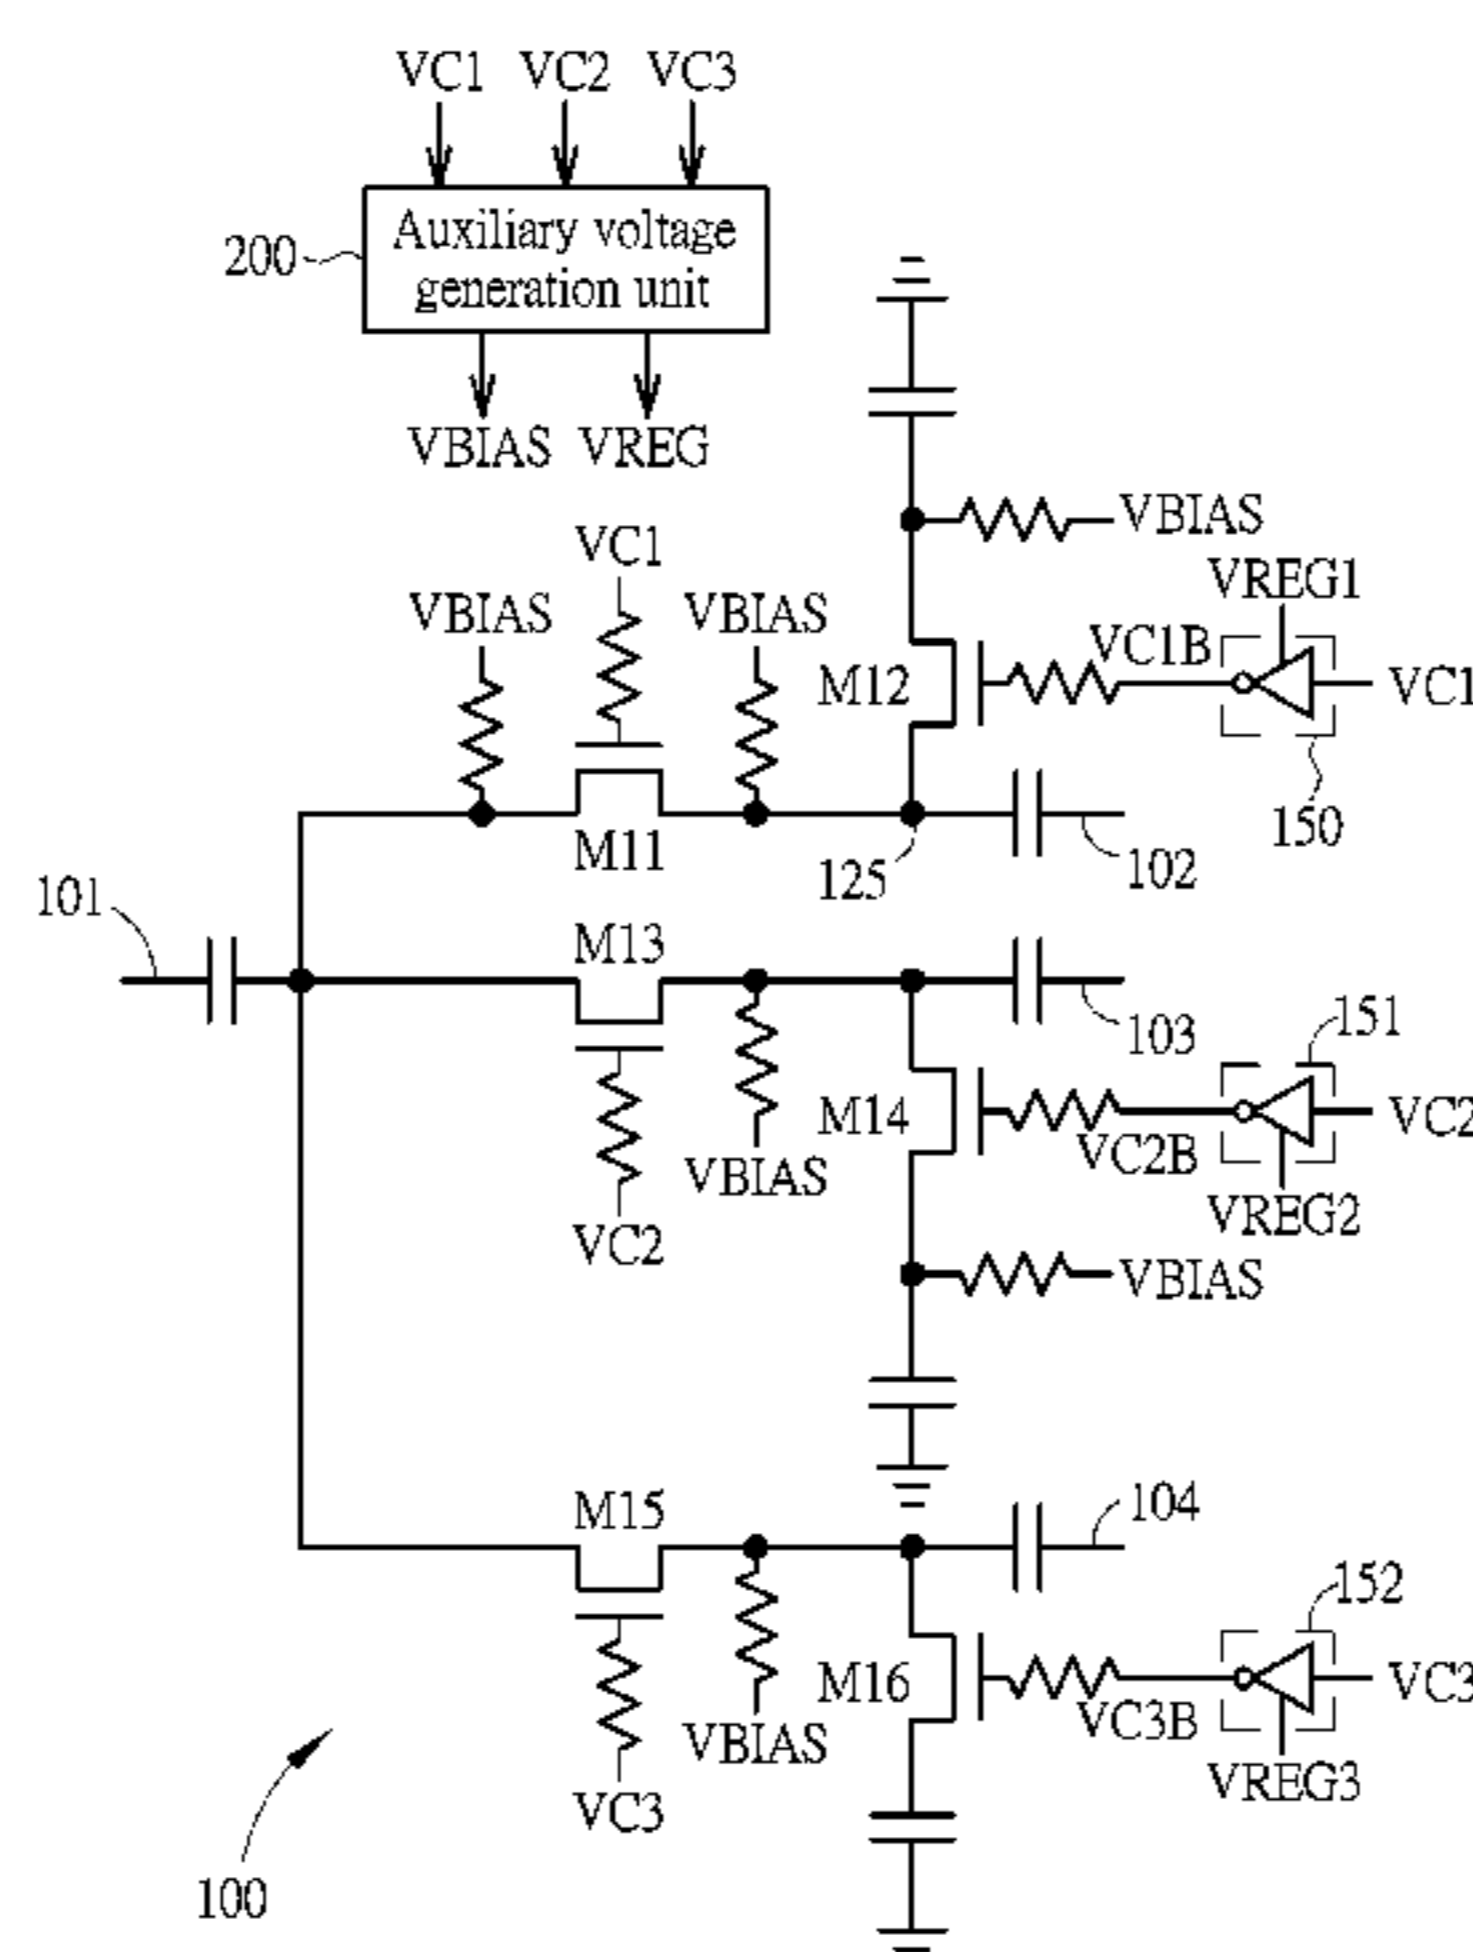 VC1 VC2 VC3
200
Auxiliary voltage
generation unit
VBIAS VREG
VBIAS
VC1
VREG1
VBIAS VBIAS
VC1B
M12
VC1
150
M11
125
102
101
M13
103
151
M14
VC2
VC2B
VBIAS
VREG2
VC2
VBIAS
M15
104
152
M16
VC3
VC3B
VBIAS
VREG3
VC3
100